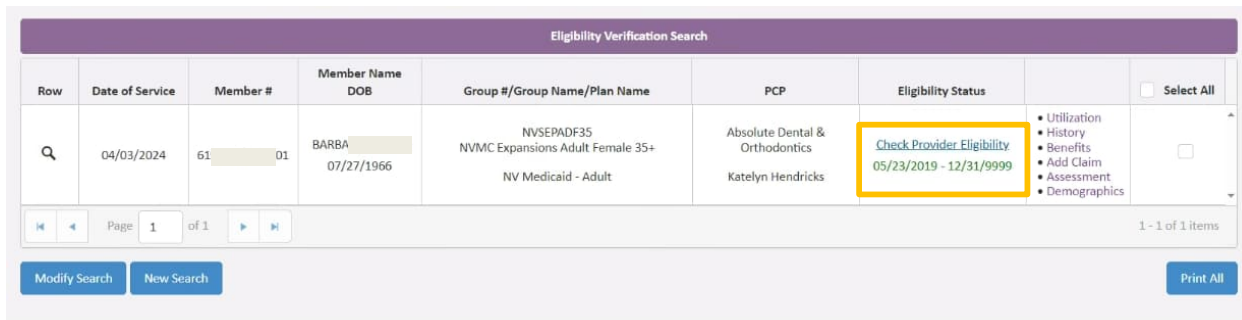 Eligibility Verification Search
Row
Date of Service
Member #
Member Name
DOB
Group #/Group Name/Plan Name
PCP
Eligibility Status
Select All
04/03/2024
61 01
BARBA
07/27/1966
NVSEPADF35
NVMC Expansions Adult Female 35+
NV Medicaid - Adult
Absolute Dental &
Orthodontics
Katelyn Hendricks
Check Provider Eligibility
05/23/2019 - 12/31/9999
• Utilization
• History
• Benefits
• Add Claim
• Assessment
• Demographics
Page 1 of 1
1 - 1 of 1 items
Modify Search
New Search
Print All